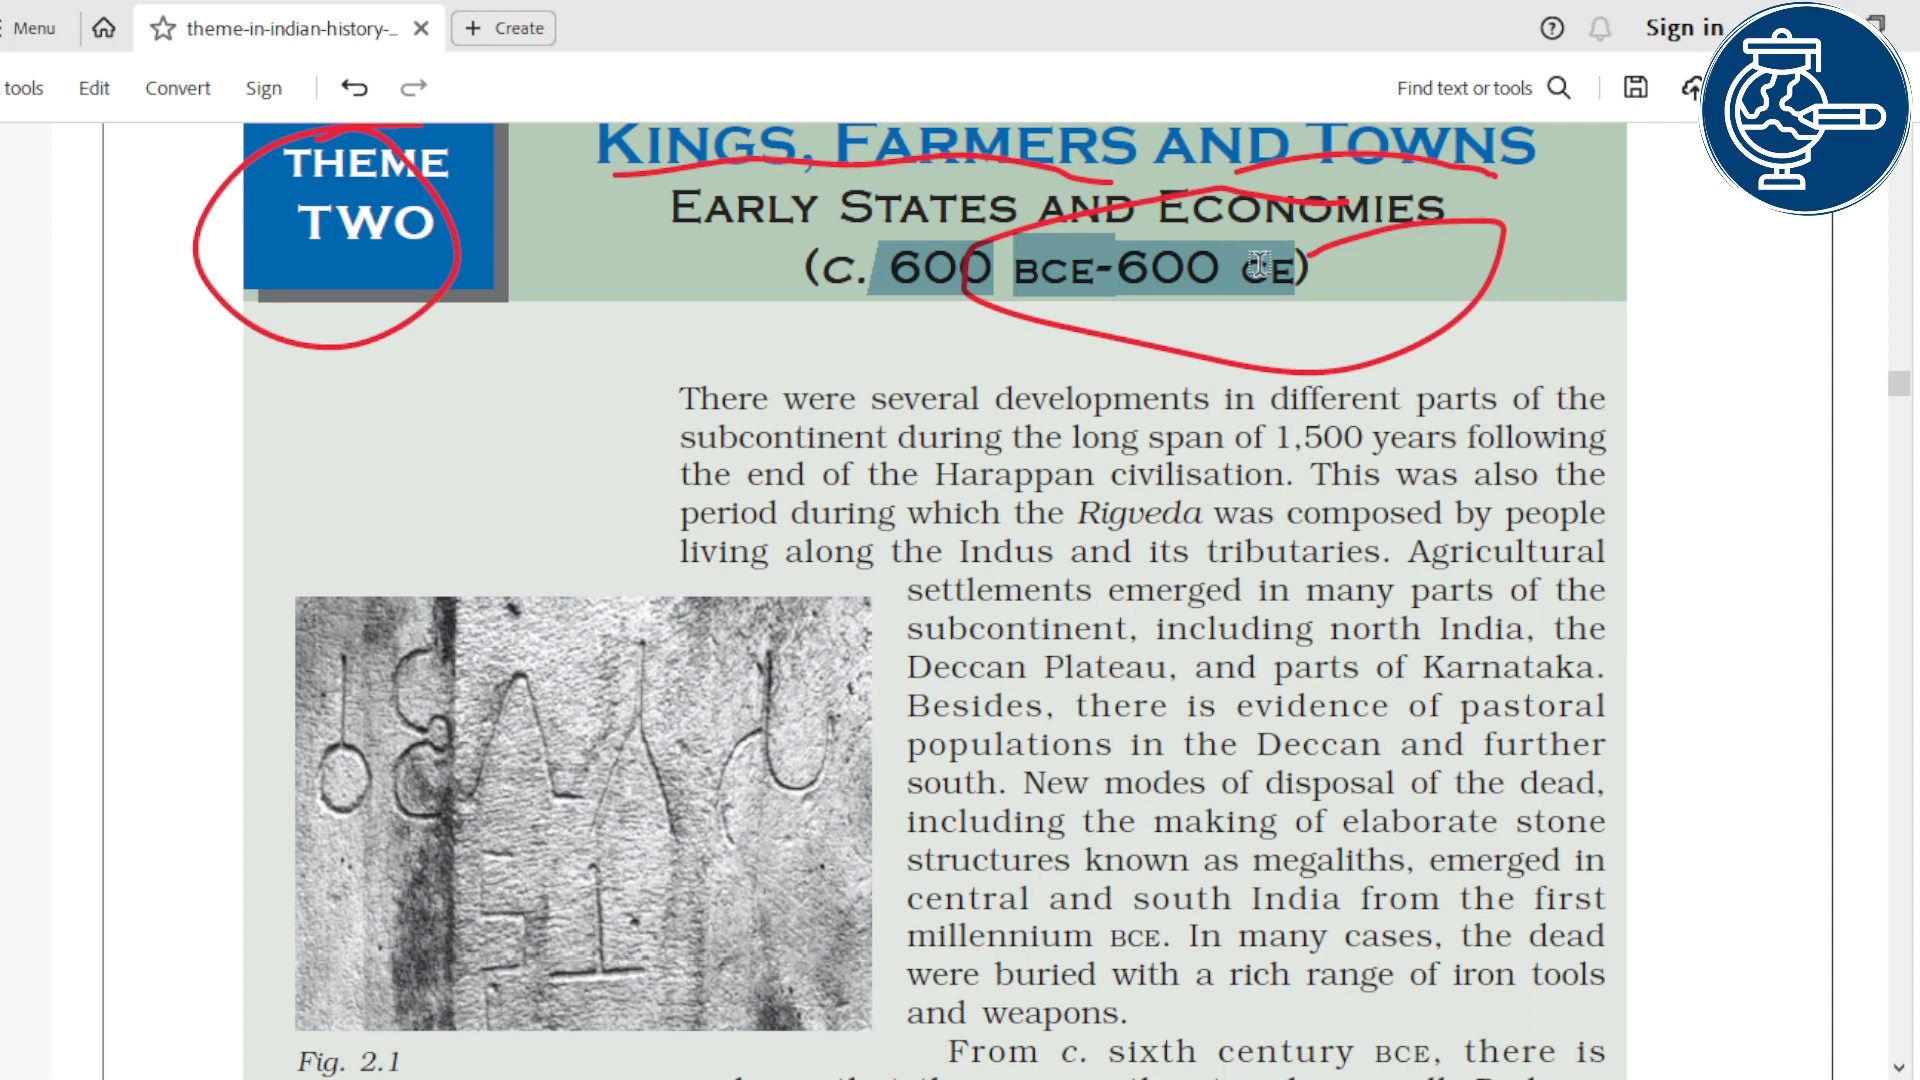 Menu
theme-in-indian-history-...
Create
Sign in
tools
Edit
Convert
Sign
Find text or tools
THEME
TWO
KINGS, FARMERS AND TOWNS
EARLY STATES AND ECONOMIES
(C. 600 BCE-600 CE)
There were several developments in different parts of the
subcontinent during the long span of 1,500 years following
the end of the Harappan civilisation. This was also the
period during which the Rigveda was composed by people
living along the Indus and its tributaries. Agricultural
settlements emerged in many parts of the
subcontinent, including north India, the
Deccan Plateau, and parts of Karnataka.
Besides, there is evidence of pastoral
populations in the Deccan and further
south. New modes of disposal of the dead,
including the making of elaborate stone
structures known as megaliths, emerged in
central and south India from the first
millennium BCE. In many cases, the dead
were buried with a rich range of iron tools
and weapons.
From c. sixth century BCE, there is
Fig. 2.1